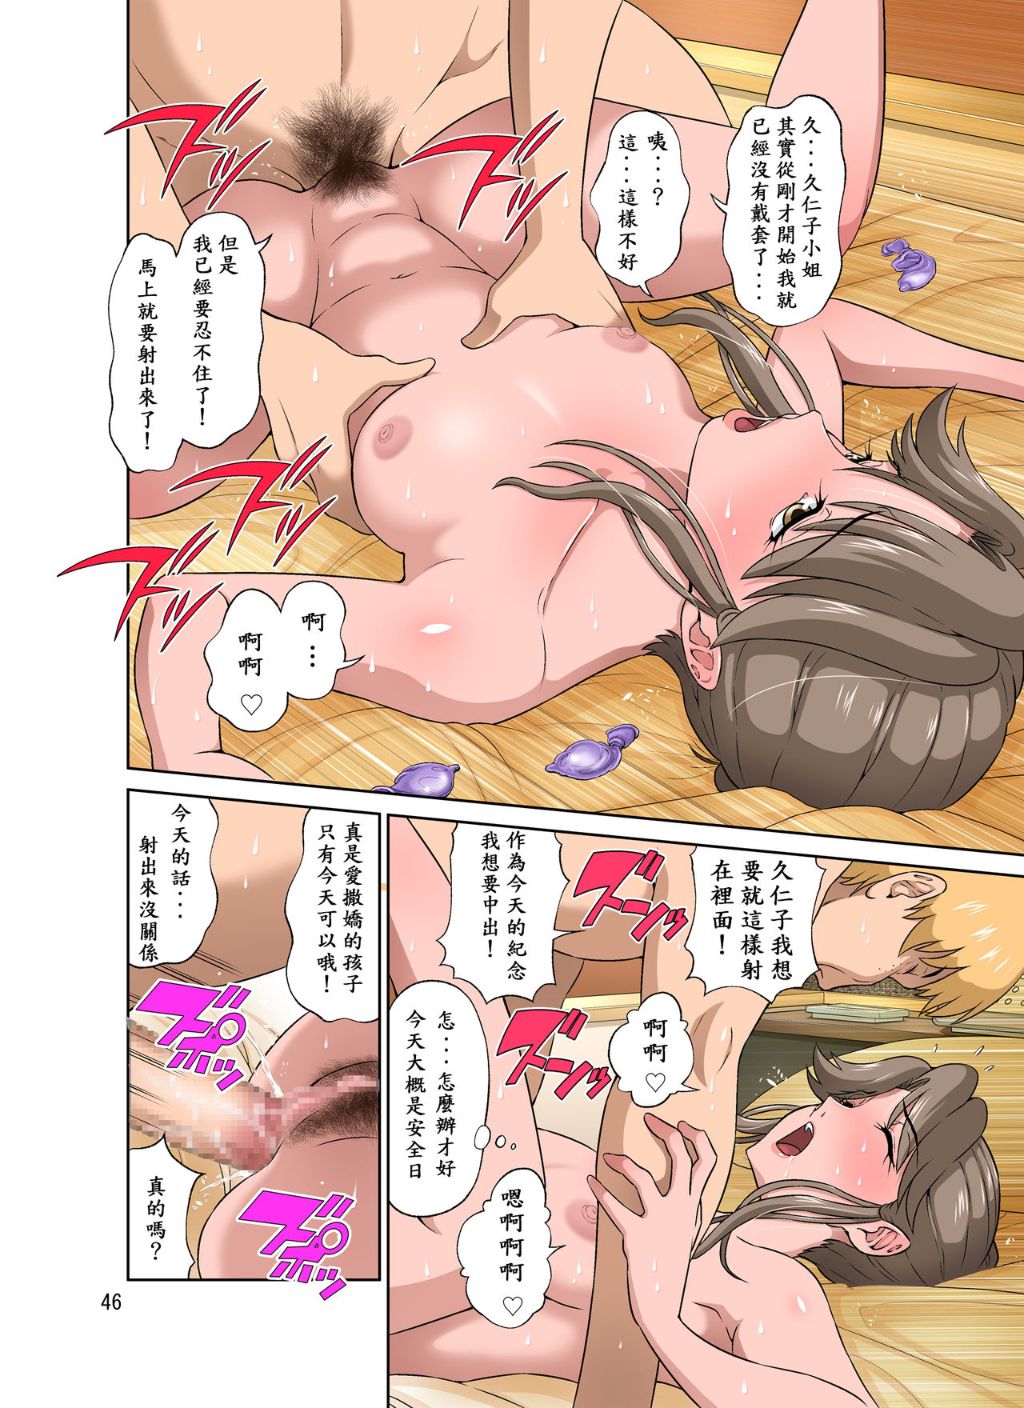 久...久仁子小姐
其實從剛才開始我就
已經沒有戴套了...
咦...?
這...這樣不好
但是
我已經要忍不住了!
馬上就要射出來了!
ズッ
ズッ
ズッ
ズッ
啊...
啊啊♡
久仁子我想
要就這樣射
在裡面!
作為今天的紀念
我想要中出!
ズーンッ
啊啊♡
ズーンッ
怎...怎麼辦才好
今天大概是安全日
嗯啊啊啊♡
真是愛撒嬌的孩子
只有今天可以哦!
今天的話...
射出來沒關係
ズポッ
真的嗎?
ズポッ
46